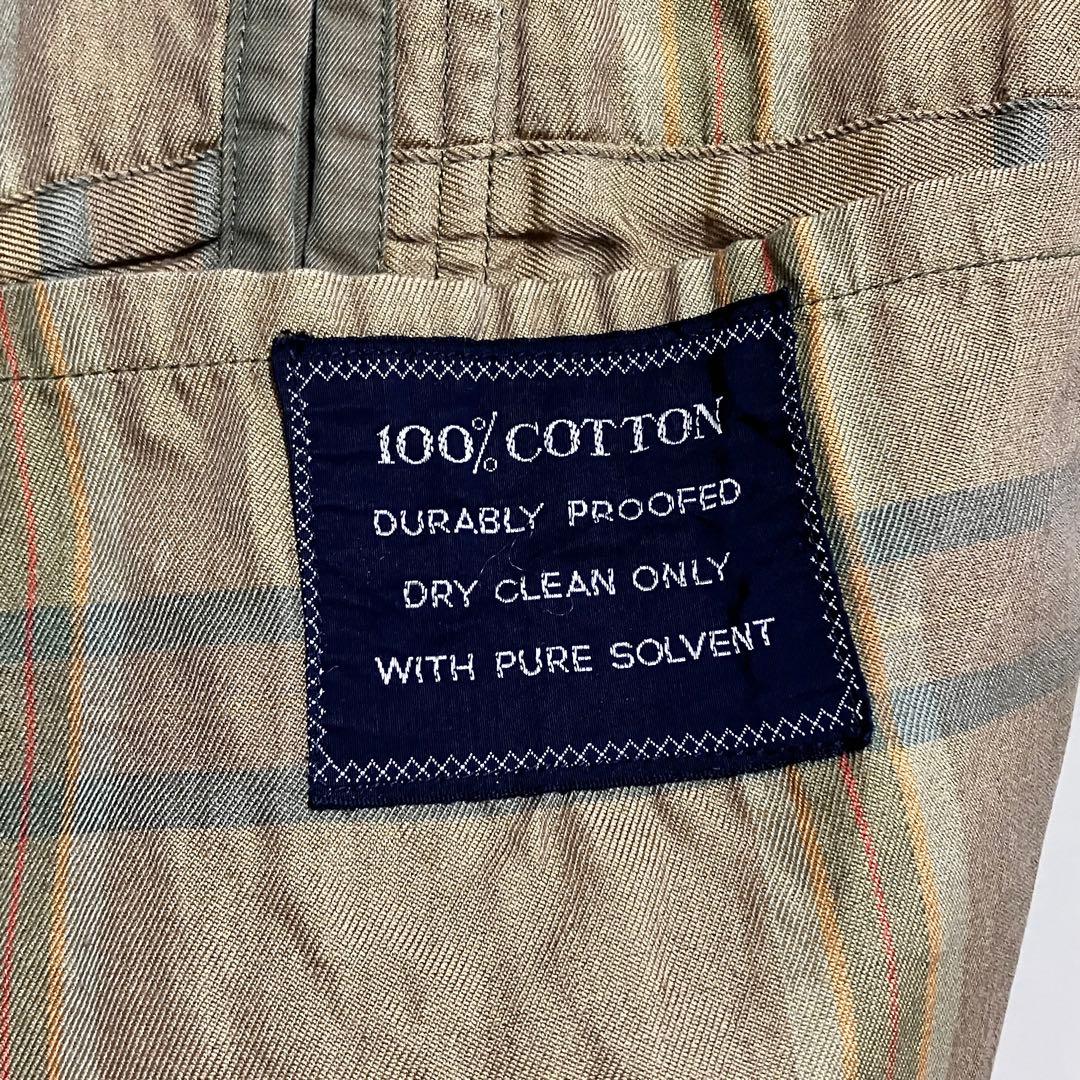 100% COTTON
DURABLY PROOFED
DRY CLEAN ONLY
WITH PURE SOLVENT